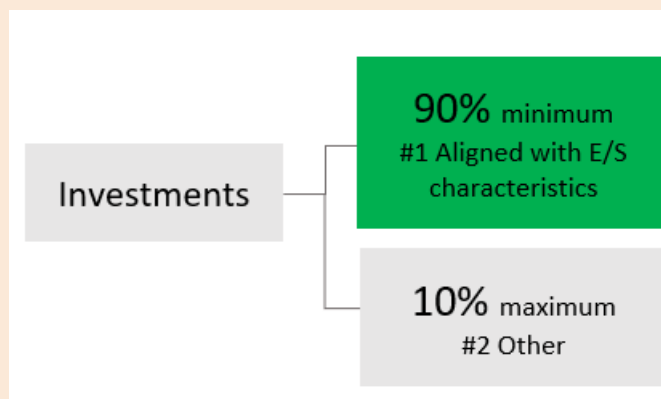 Investments
90% minimum
#1 Aligned with E/S
characteristics
10% maximum
#2 Other